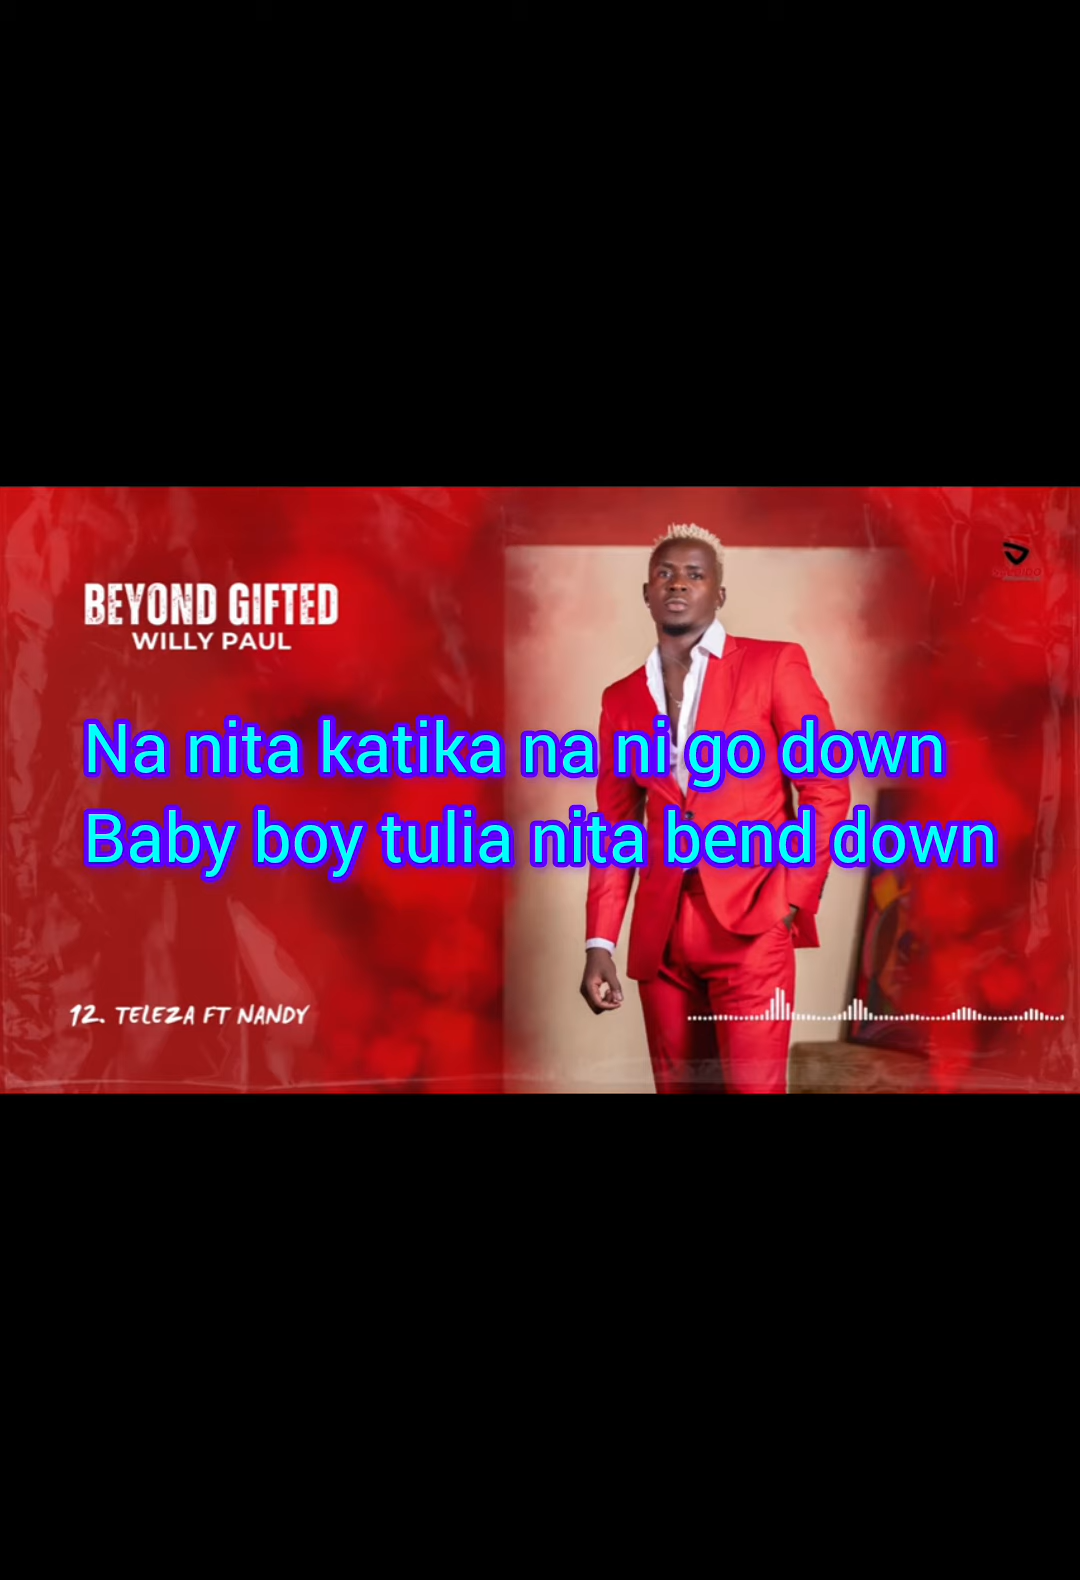 BEYOND GIFTED
WILLY PAUL
Na nita katika na ni go down
Baby boy tulia nita bend down
12. TELEZA FT NANDY